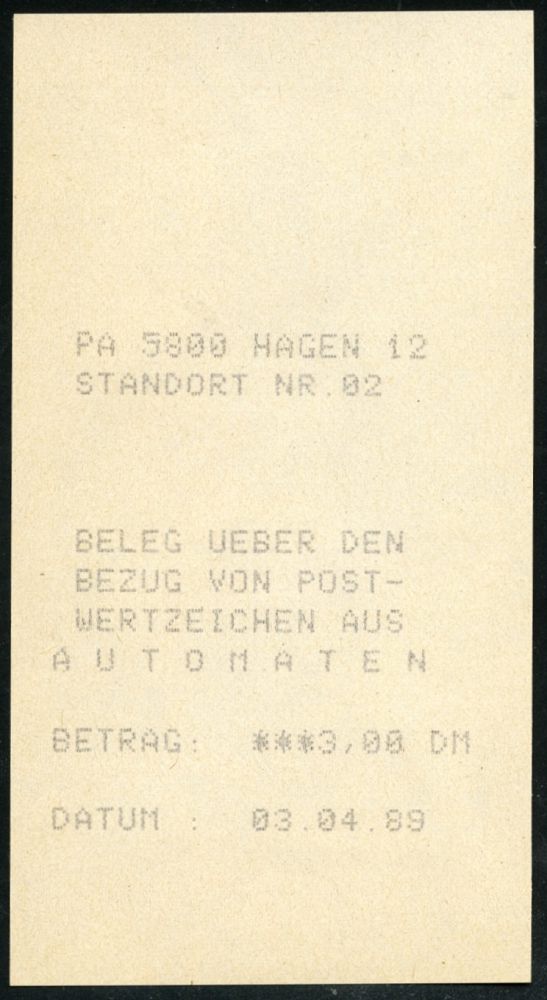 PA 5800 HAGEN 12
STANDORT NR.02
BELEG UEBER DEN
BEZUG VON POST-
WERTZEICHEN AUS
A U T O M A T E N
BETRAG: ***3,00 DM
DATUM : 03.04.89